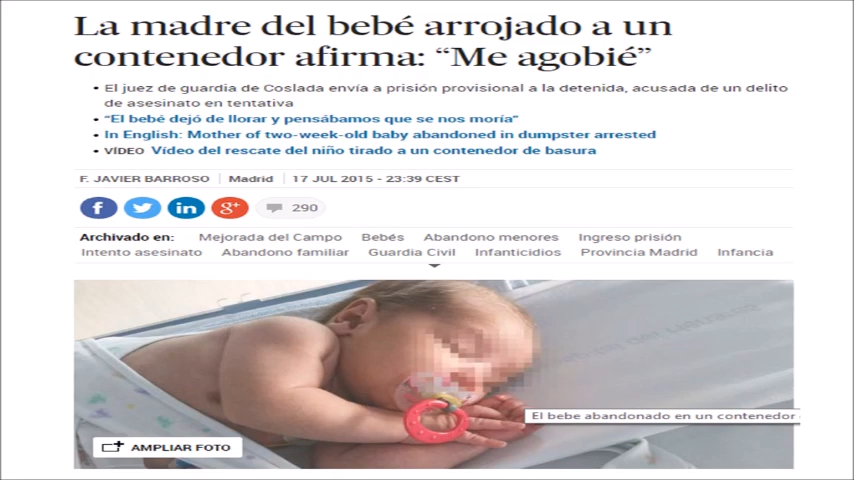 La madre del bebé arrojado a un
contenedor afirma: “Me agobié”
• El juez de guardia de Coslada envía a prisión provisional a la detenida, acusada de un delito
de asesinato en tentativa
• “El bebé dejó de llorar y pensábamos que se nos moría”
• In English: Mother of two-week-old baby abandoned in dumpster arrested
• VÍDEO Vídeo del rescate del niño tirado a un contenedor de basura
F. JAVIER BARROSO | Madrid | 17 JUL 2015 - 23:39 CEST
f in g+ 290
Archivado en: Mejorada del Campo Bebés Abandono menores Ingreso prisión
Intento asesinato Abandono familiar Guardia Civil Infanticidios Provincia Madrid Infancia
El bebe abandonado en un contenedor
AMPLIAR FOTO